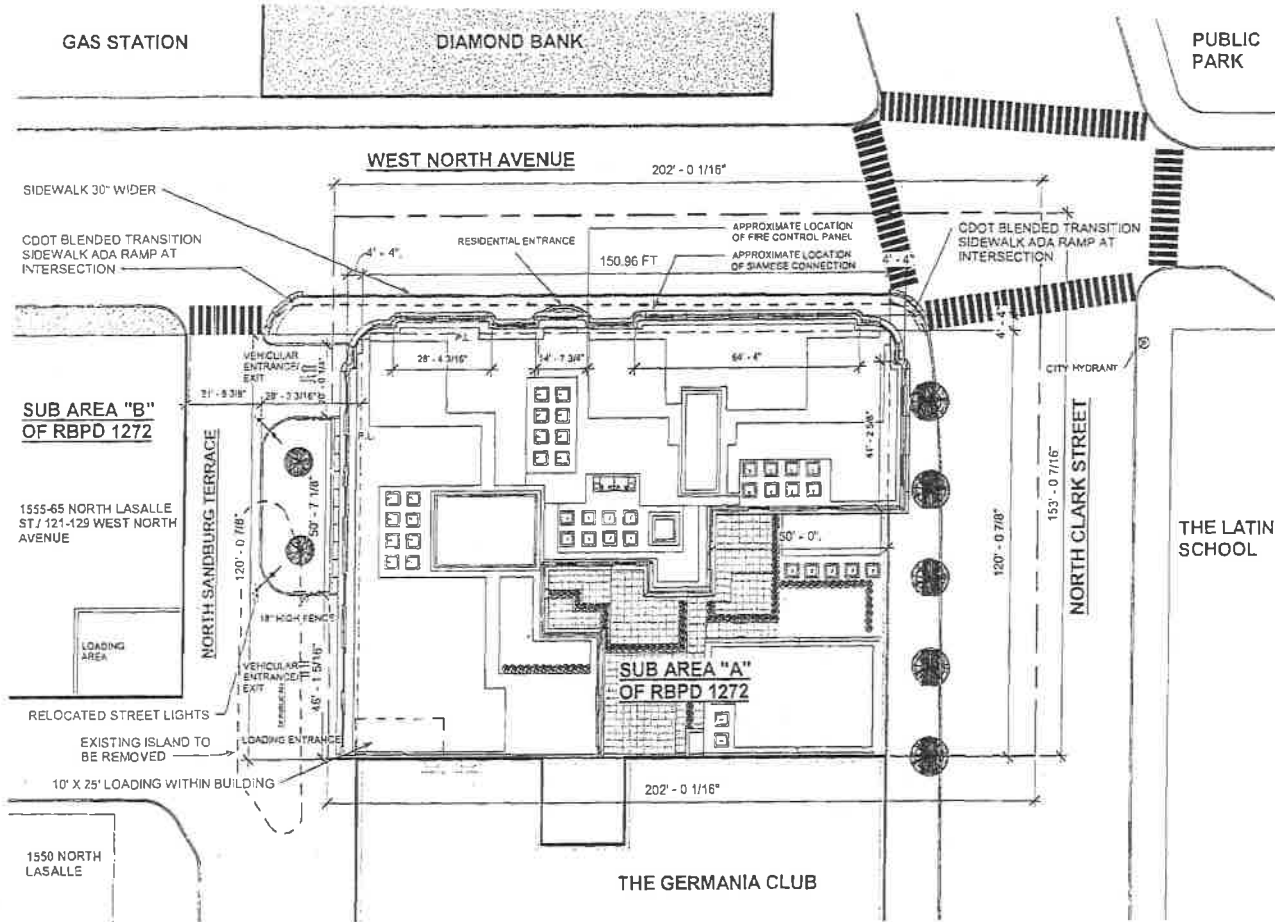 GAS STATION
DIAMOND BANK
PUBLIC
PARK
WEST NORTH AVENUE
202' - 0 1/16"
SIDEWALK 30" WIDER
CDOT BLENDED TRANSITION
SIDEWALK ADA RAMP AT
INTERSECTION
4' - 4"
RESIDENTIAL ENTRANCE
APPROXIMATE LOCATION
OF FIRE CONTROL PANEL
150.96 FT
APPROXIMATE LOCATION
OF SIAMESE CONNECTION
4' - 4"
CDOT BLENDED TRANSITION
SIDEWALK ADA RAMP AT
INTERSECTION
4' - 4"
P.L.
VEHICULAR
ENTRANCE/
EXIT
28' - 4 3/16"
14' - 7 3/4"
64' - 4"
CITY HYDRANT
SUB AREA "B"
OF RBPD 1272
P.L.
41' - 2 5/8"
1555-65 NORTH LASALLE
ST./ 121-129 WEST NORTH
AVENUE
NORTH SANDBURG TERRACE
120' - 0 7/8"
50' - 7 1/8"
50' - 0"
120' - 0 7/8"
153' - 0 7/16"
NORTH CLARK STREET
THE LATIN
SCHOOL
18" HIGH FENCE
LOADING
AREA
VEHICULAR
ENTRANCE/
EXIT
46' - 1 5/16"
SUB AREA "A"
OF RBPD 1272
RELOCATED STREET LIGHTS
LOADING ENTRANCE
EXISTING ISLAND TO
BE REMOVED
10' X 25' LOADING WITHIN BUILDING
202' - 0 1/16"
1550 NORTH
LASALLE
THE GERMANIA CLUB